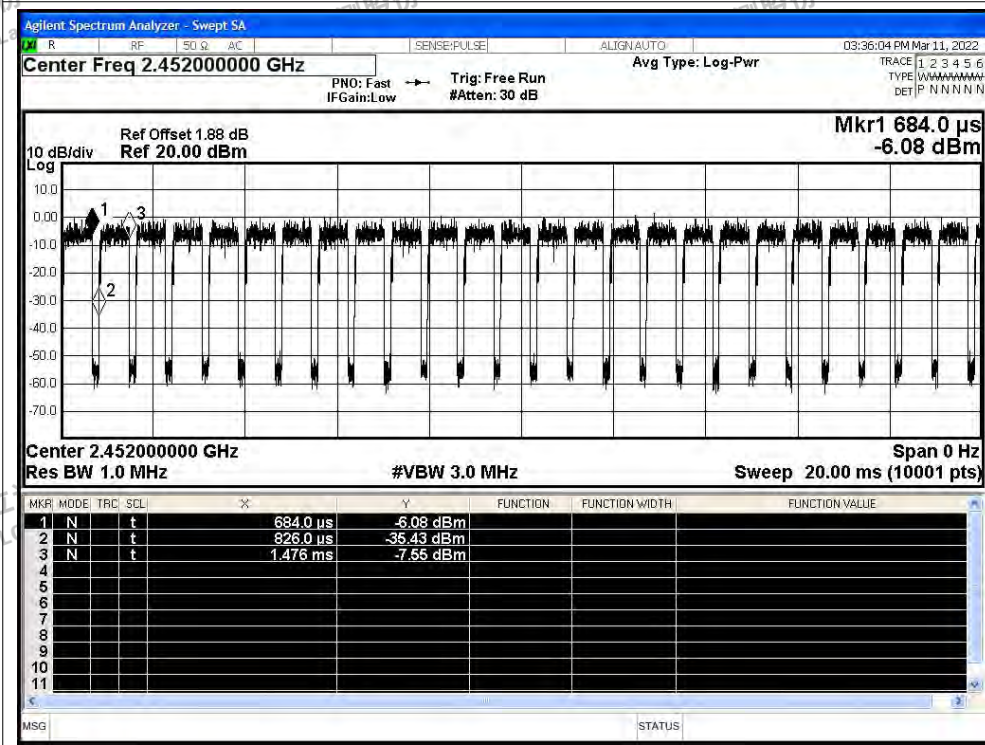 Agilent Spectrum Analyzer - Swept SA
LXI R RF 50 Ω AC SENSE:PULSE ALIGNAUTO 03:36:04 PM Mar 11, 2022
Center Freq 2.452000000 GHz
Avg Type: Log-Pwr
TRACE 1 2 3 4 5 6
PNO: Fast Trig: Free Run
TYPE
IFGain:Low #Atten: 30 dB
DET P N N N N N
Mkr1 684.0 µs
Ref Offset 1.88 dB
10 dB/div Ref 20.00 dBm -6.08 dBm
Log
10.0
0.00
1 3
-10.0
-20.0
2
-30.0
-40.0
-50.0
-60.0
-70.0
Center 2.452000000 GHz Span 0 Hz
Res BW 1.0 MHz #VBW 3.0 MHz Sweep 20.00 ms (10001 pts)
MKR MODE TRC SCL X Y FUNCTION FUNCTION WIDTH FUNCTION VALUE
1 N t 684.0 µs -6.08 dBm
2 N t 826.0 µs -35.43 dBm
3 N t 1.476 ms -7.55 dBm
4
5
6
7
8
9
10
11
MSG STATUS